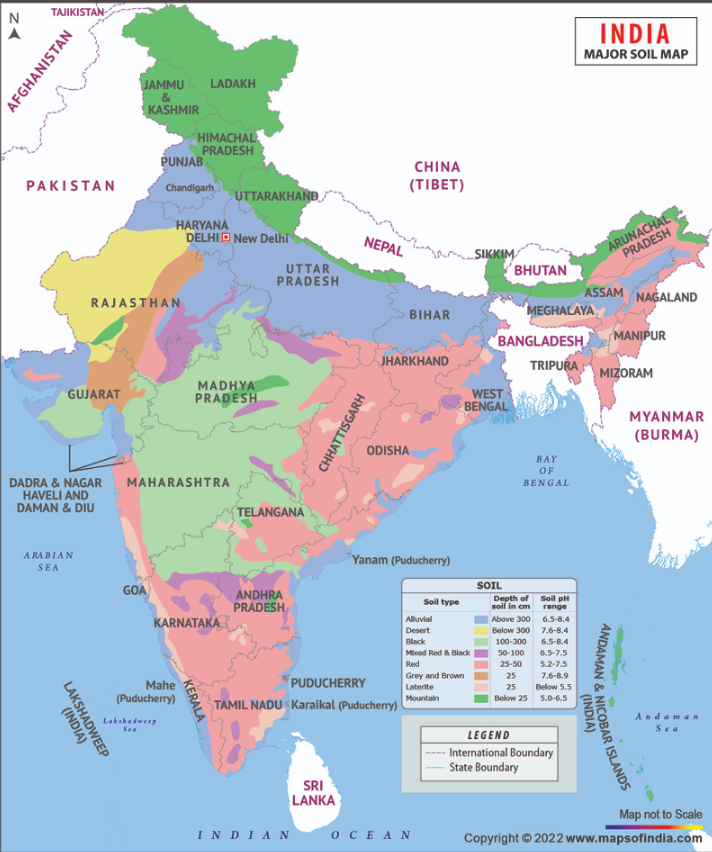 N
TAJIKISTAN
AFGHANISTAN
INDIA
MAJOR SOIL MAP
LADAKH
JAMMU
&
KASHMIR
HIMACHAL
PRADESH
PUNJAB
Chandigarh
PAKISTAN
CHINA
(TIBET)
UTTARAKHAND
HARYANA
DELHI
New Delhi
NEPAL
SIKKIM
BHUTAN
ARUNACHAL
PRADESH
UTTAR
PRADESH
RAJASTHAN
BIHAR
ASSAM
NAGALAND
MEGHALAYA
MANIPUR
BANGLADESH
TRIPURA
MIZORAM
JHARKHAND
GUJARAT
MADHYA
PRADESH
WEST
BENGAL
MYANMAR
(BURMA)
CHHATTISGARH
ODISHA
BAY
OF
BENGAL
DADRA & NAGAR
HAVELI AND
DAMAN & DIU
MAHARASHTRA
TELANGANA
ARABIAN
SEA
Yanam (Puducherry)
GOA
ANDHRA
PRADESH
KARNATAKA
SOIL
Soil type
Depth of
soil in cm
Soil pH
range
Alluvial Above 300 6.5-8.4
Desert Below 300 7.6-8.4
Black 100-300 6.5-8.4
Mixed Red & Black 50-100 6.5-7.5
Red 25-50 5.2-7.5
Grey and Brown 25 7.6-8.9
Laterite 25 Below 5.5
Mountain Below 25 5.0-6.5
ANDAMAN & NICOBAR ISLANDS
(INDIA)
Andaman
Sea
Mahe
(Puducherry)
KERALA
PUDUCHERRY
TAMIL NADU
Karaikal (Puducherry)
LAKSHADWEEP
(INDIA)
Lakshadweep
Sea
LEGEND
International Boundary
State Boundary
SRI
LANKA
INDIAN OCEAN
Map not to Scale
Copyright © 2022 www.mapsofindia.com